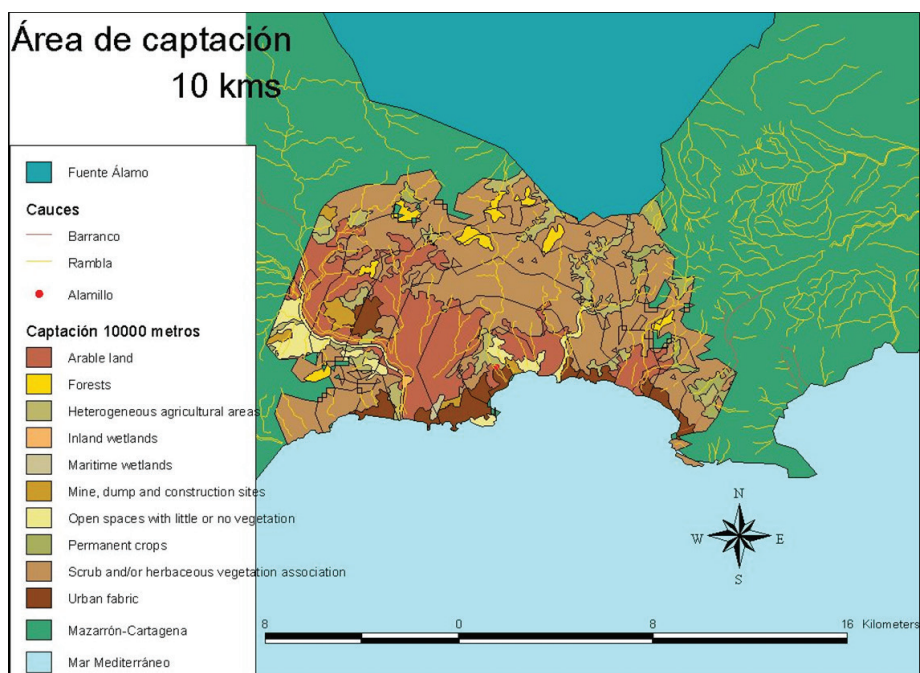 Área de captación
10 kms
Fuente Álamo
Cauces
Barranco
Rambla
Alamillo
Captación 10000 metros
Arable land
Forests
Heterogeneous agricultural areas
Inland wetlands
Maritime wetlands
Mine, dump and construction sites
Open spaces with little or no vegetation
Permanent crops
Scrub and/or herbaceous vegetation association
Urban fabric
Mazarrón-Cartagena
Mar Mediterráneo
N
W E
S
8 0 8 16 Kilometers